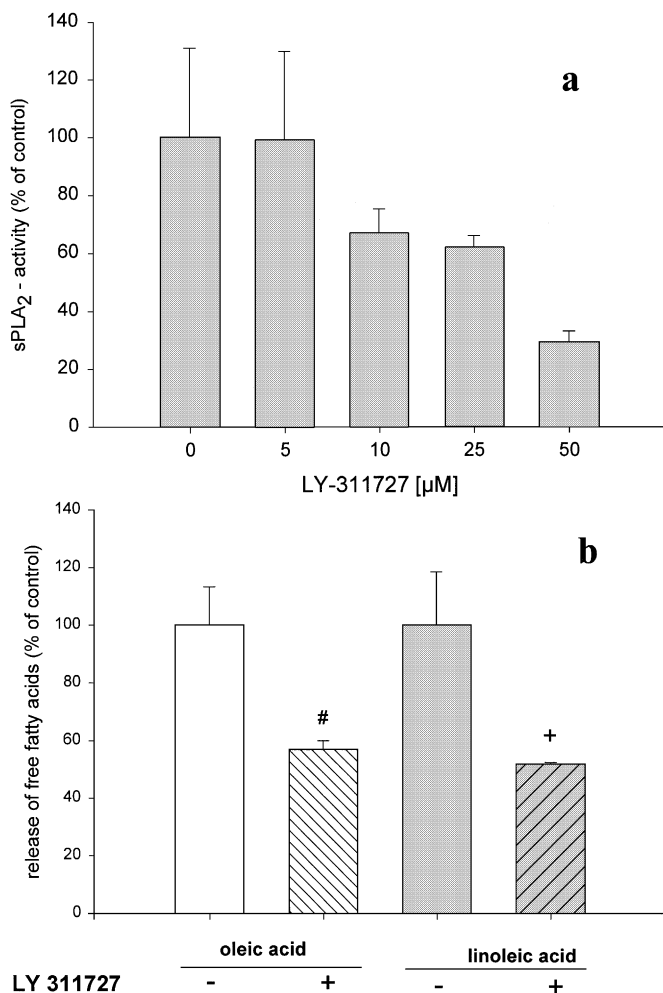 a
sPLA2 - activity (% of control)
140
120
100
80
60
40
20
0
0 5 10 25 50
LY-311727 [µM]
b
release of free fatty acids (% of control)
140
120
100
80
60
40
20
0
#
+
oleic acid linoleic acid
LY 311727 - + - +